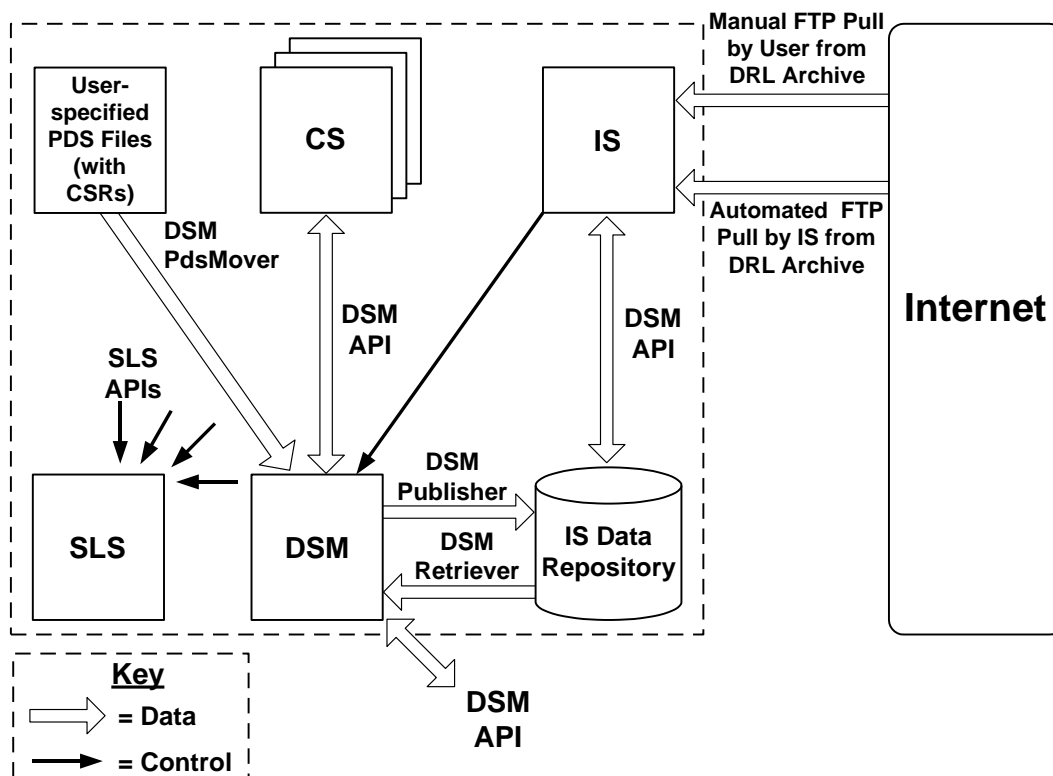 Manual FTP Pull
by User from
DRL Archive
User-
specified
PDS Files
(with
CSRs)
CS
IS
Automated FTP
Pull by IS from
DRL Archive
Internet
DSM
PdsMover
DSM
API
DSM
API
SLS
APIs
DSM
Publisher
SLS
DSM
DSM
Retriever
IS Data
Repository
DSM
API
Key
= Data
= Control